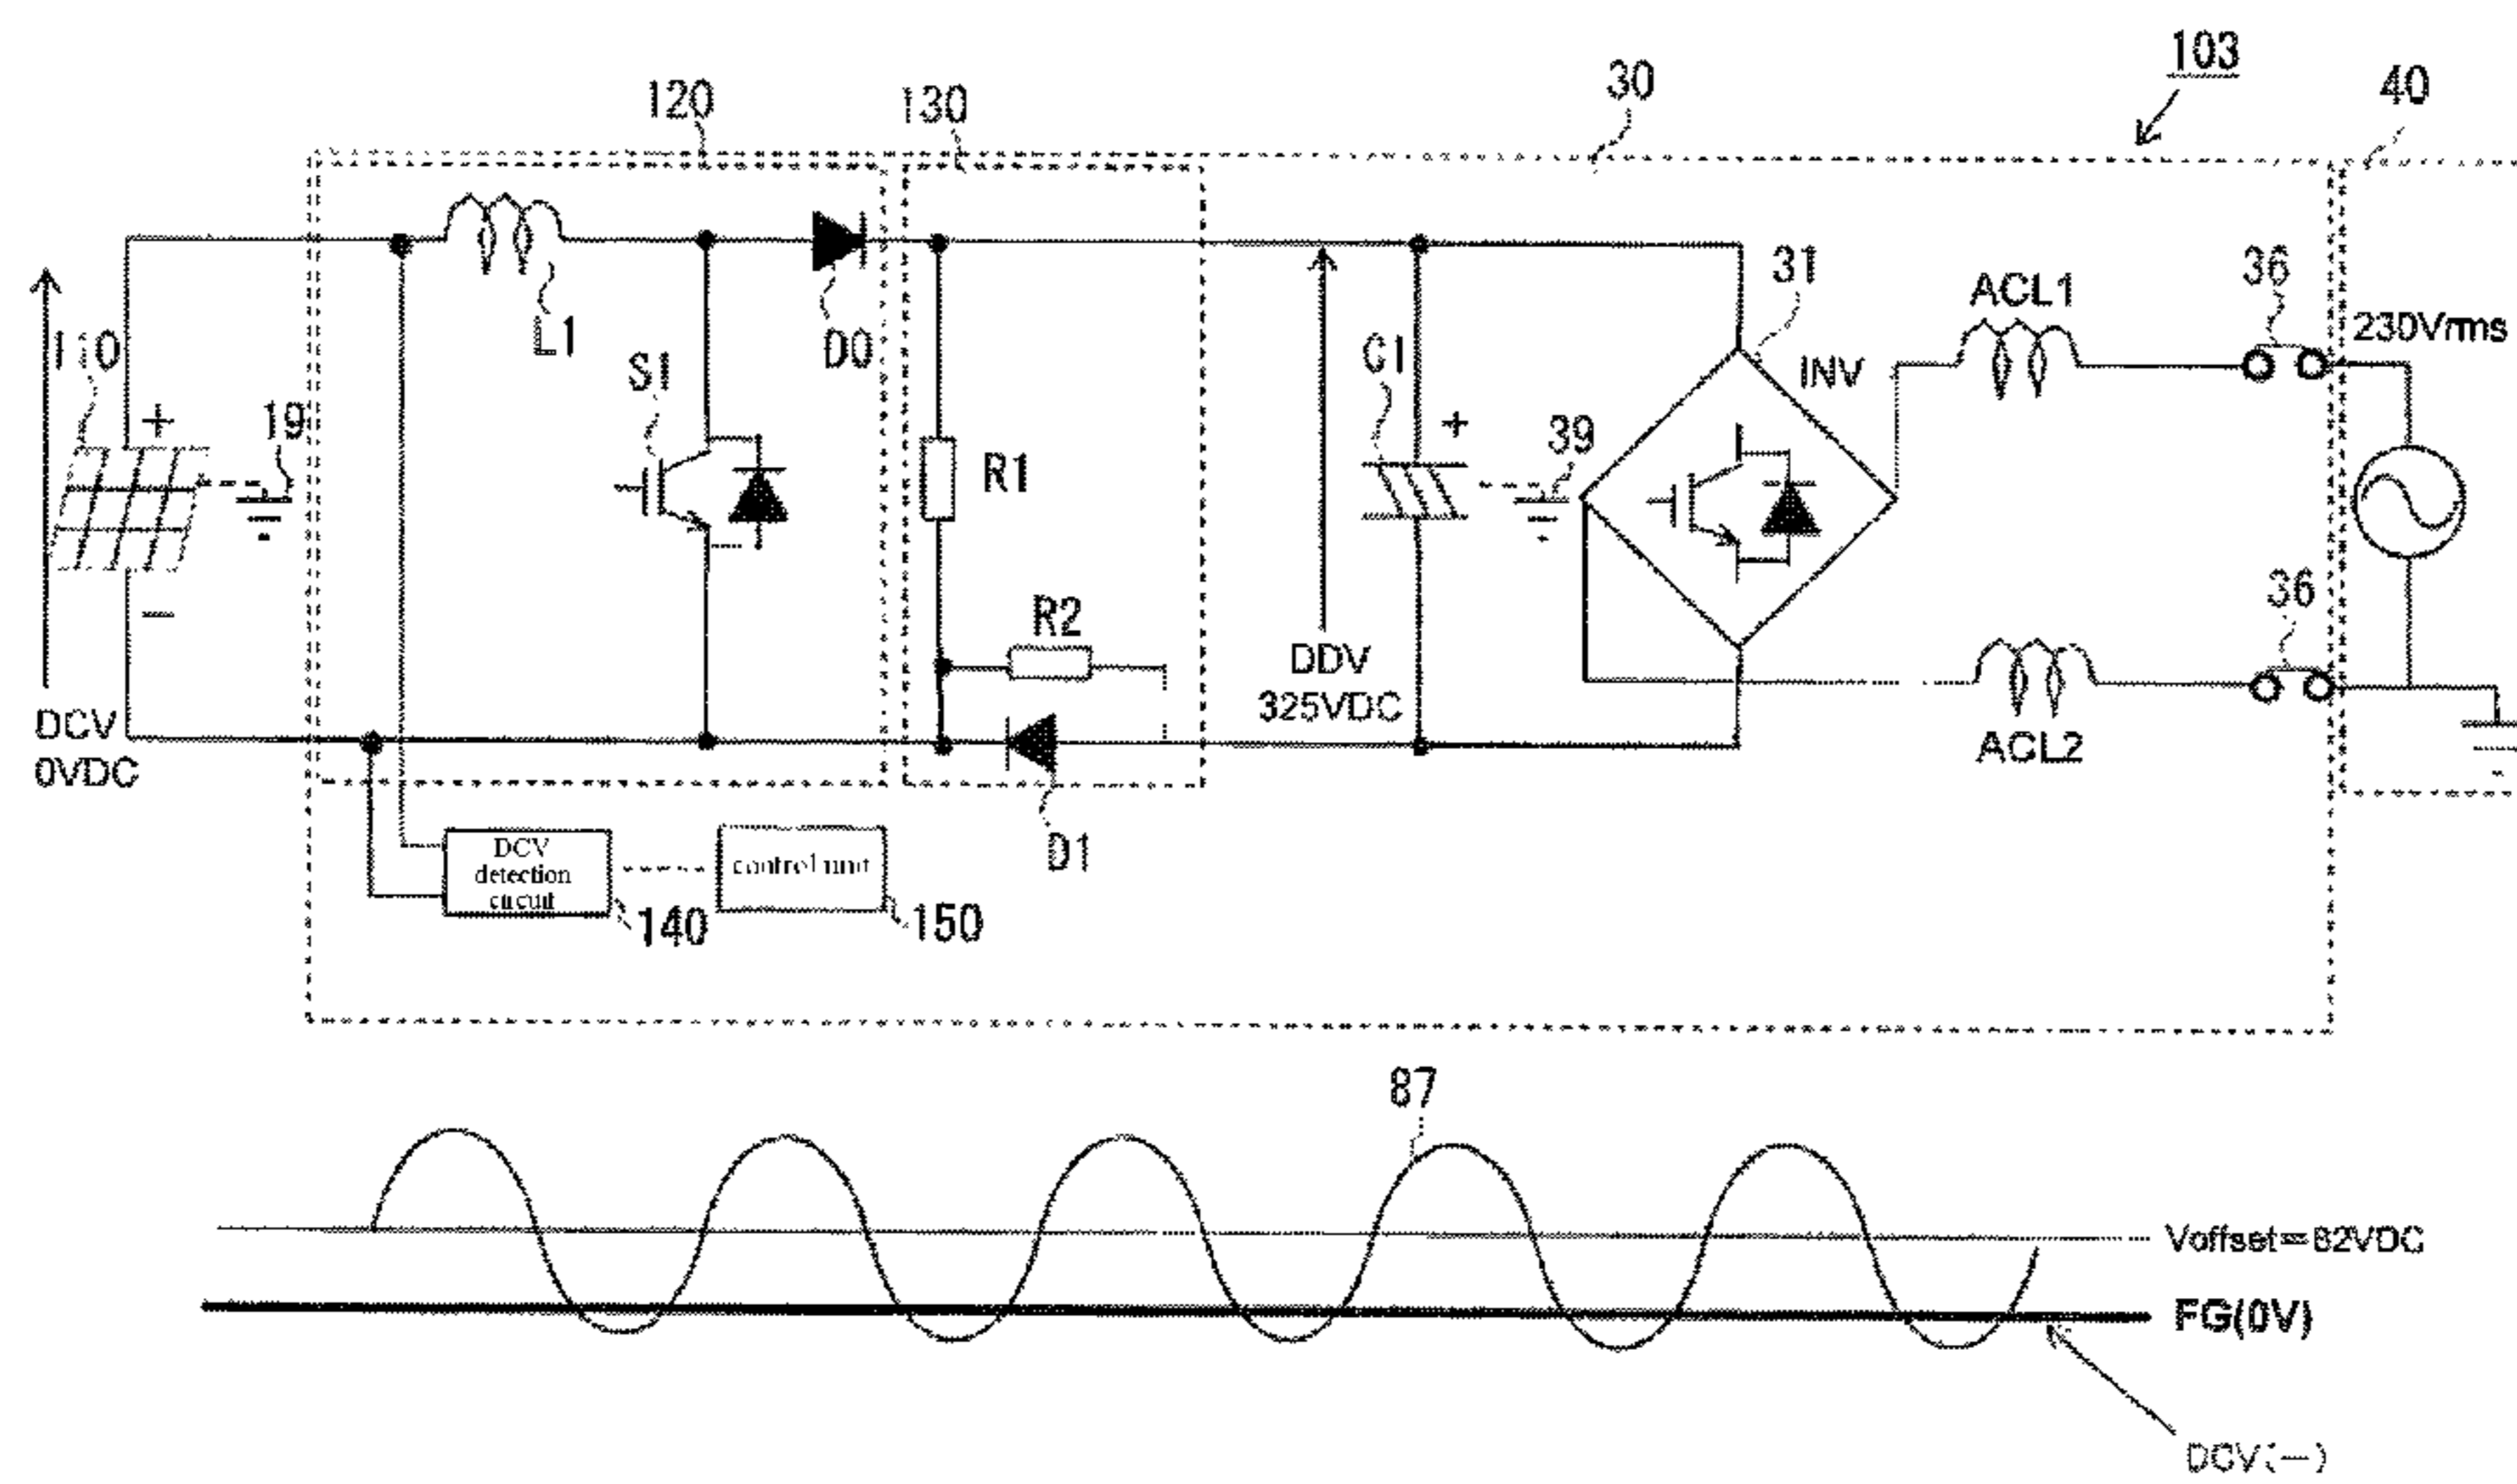 103
120
130
30
40
110
+
19
L1
D0
S1
R1
R2
DDV
325VDC
C1
+
39
31
INV
ACL1
36
230Vrms
36
ACL2
−
DCV
0VDC
D1
DCV
detection
circuit
140
control unit
150
87
FG(0V)
DCV(−)